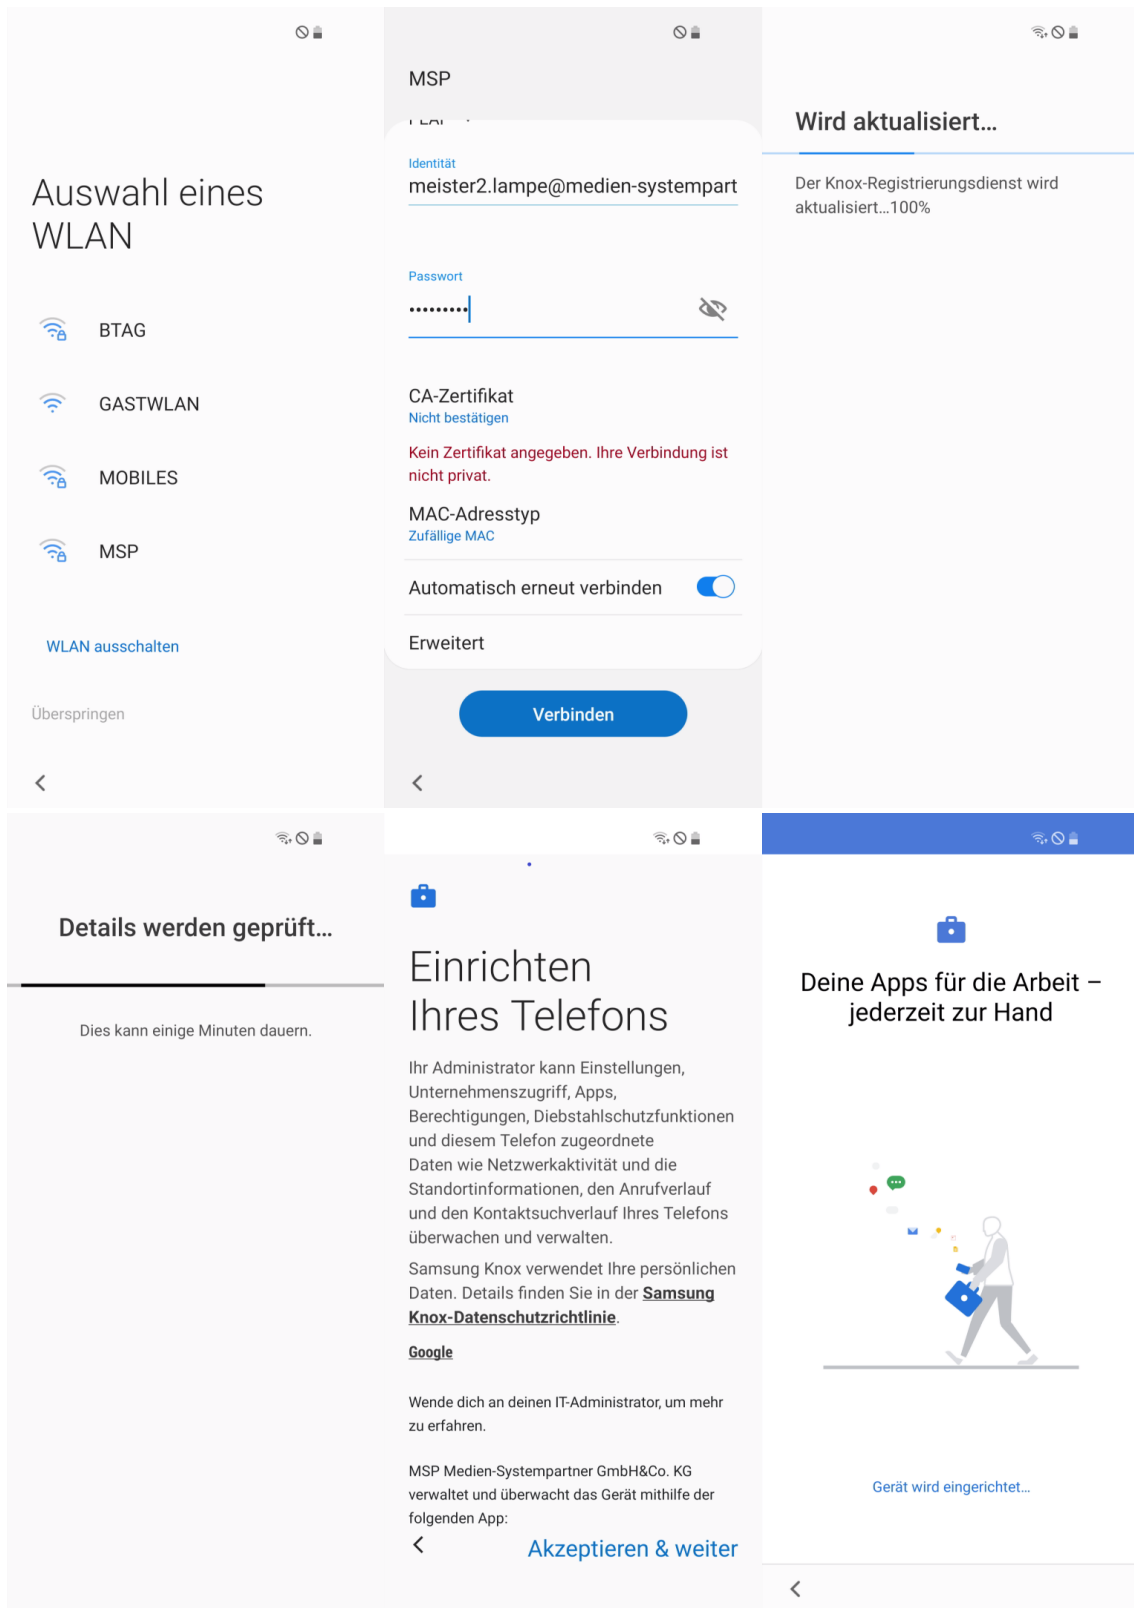 Auswahl eines
WLAN
BTAG
GASTWLAN
MOBILES
MSP
WLAN ausschalten
Überspringen
MSP
Identität
meister2.lampe@medien-systempart
Passwort
•••••••••
CA-Zertifikat
Nicht bestätigen
Kein Zertifikat angegeben. Ihre Verbindung ist
nicht privat.
MAC-Adresstyp
Zufällige MAC
Automatisch erneut verbinden
Erweitert
Verbinden
Wird aktualisiert...
Der Knox-Registrierungsdienst wird
aktualisiert...100%
Details werden geprüft...
Dies kann einige Minuten dauern.
Einrichten
Ihres Telefons
Ihr Administrator kann Einstellungen,
Unternehmenszugriff, Apps,
Berechtigungen, Diebstahlschutzfunktionen
und diesem Telefon zugeordnete
Daten wie Netzwerkaktivität und die
Standortinformationen, den Anrufverlauf
und den Kontaktsuchverlauf Ihres Telefons
überwachen und verwalten.
Samsung Knox verwendet Ihre persönlichen
Daten. Details finden Sie in der Samsung
Knox-Datenschutzrichtlinie.
Google
Wende dich an deinen IT-Administrator, um mehr
zu erfahren.
MSP Medien-Systempartner GmbH&Co. KG
verwaltet und überwacht das Gerät mithilfe der
folgenden App:
Akzeptieren & weiter
Deine Apps für die Arbeit –
jederzeit zur Hand
Gerät wird eingerichtet...